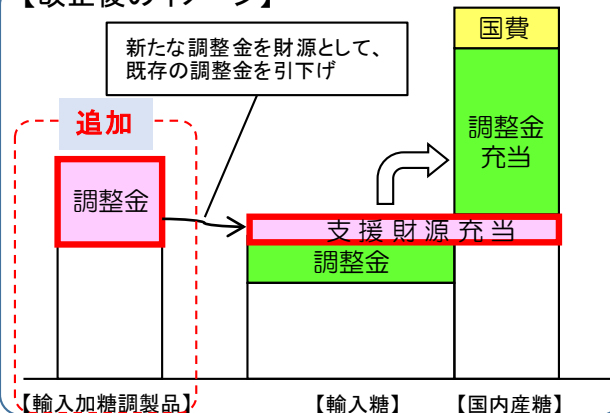 【改正後のイメージ】
新たな調整金を財源として、
既存の調整金を引下げ
国費
追加
調整金
充当
調整金
支援財源充当
調整金
【輸入加糖調製品】
【輸入糖】
【国内産糖】